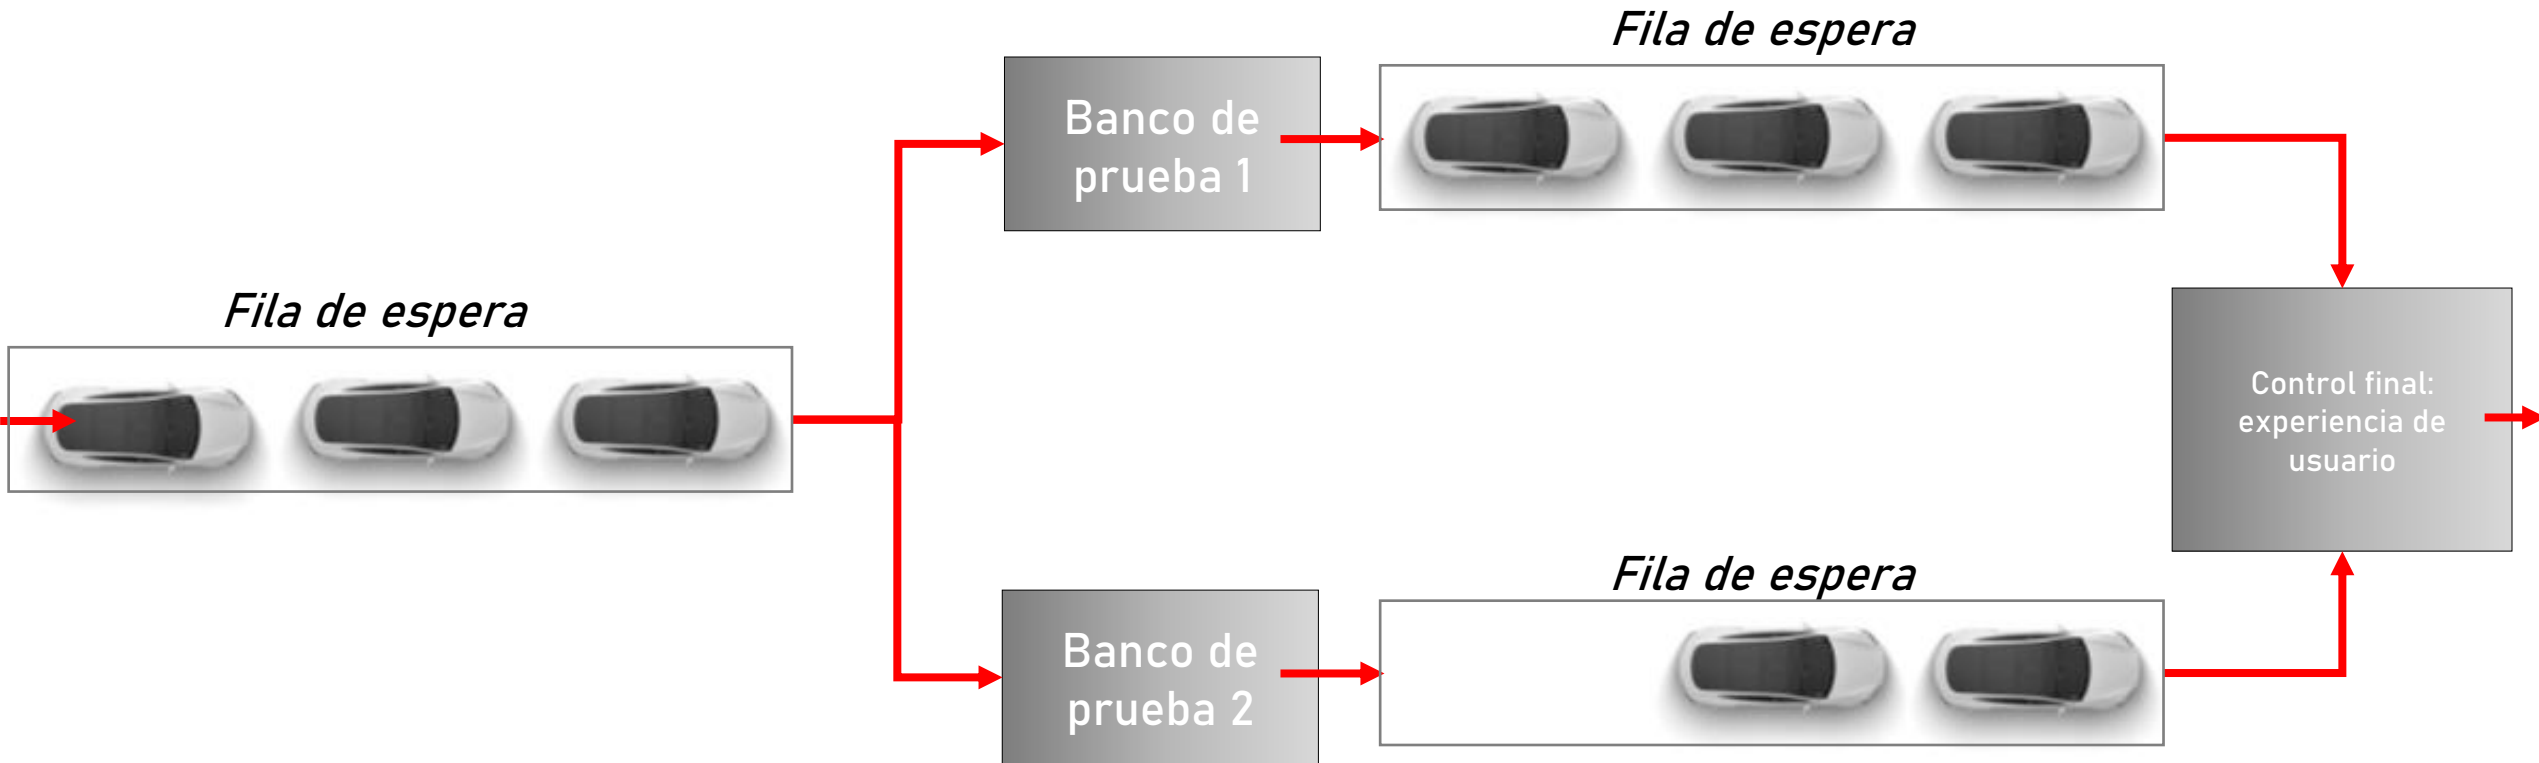 Fila de espera
Banco de
prueba 1
Fila de espera
Control final:
experiencia de
usuario
Banco de
prueba 2
Fila de espera